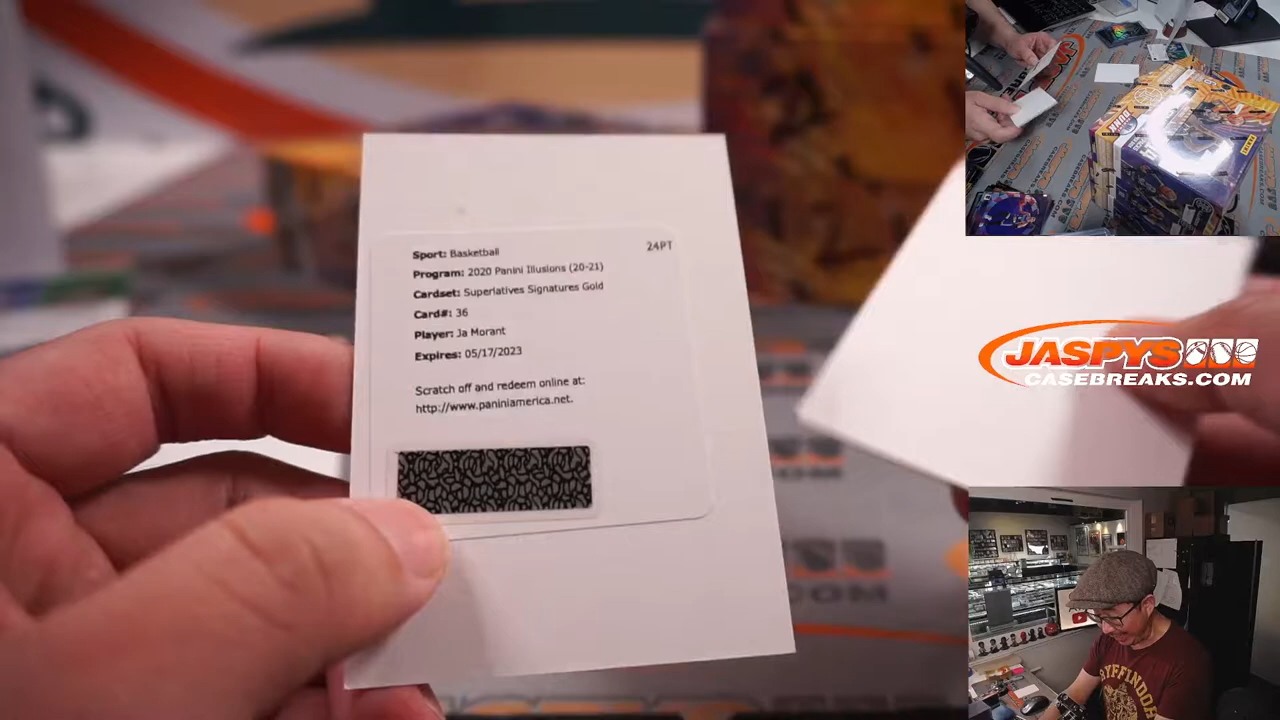 Sport: Basketball
24PT
Program: 2020 Panini Illusions (20-21)
Cardset: Superlatives Signatures Gold
Card#: 36
Player: Ja Morant
Expires: 05/17/2023
Scratch off and redeem online at:
http://www.paniniamerica.net.
JASPYS
CASEBREAKS.COM
GRYFFINDOR